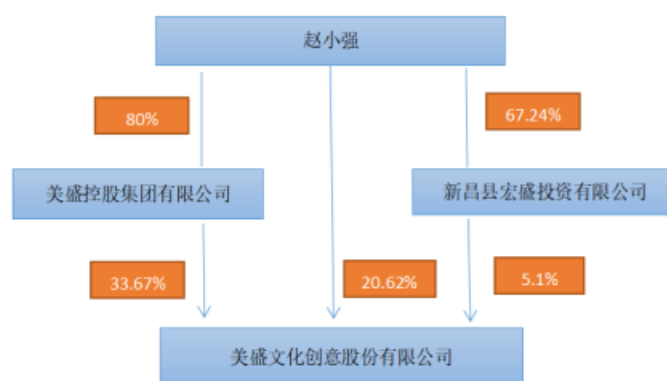 赵小强
80%
67.24%
美盛控股集团有限公司
新昌县宏盛投资有限公司
33.67%
20.62%
5.1%
美盛文化创意股份有限公司